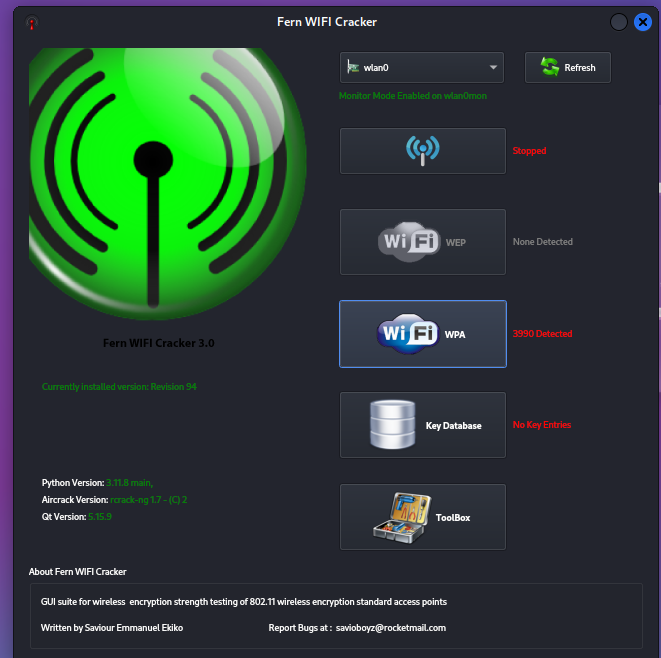 Fern WIFI Cracker
wlan0
Refresh
Monitor Mode Enabled on wlan0mon
Stopped
WiFi WEP
None Detected
WiFi WPA
3990 Detected
Fern WIFI Cracker 3.0
Currently installed version: Revision 94
Key Database
No Key Entries
Python Version: 3.11.8 main,
Aircrack Version: rcrack-ng 1.7 - (C) 2
Qt Version: 5.15.9
ToolBox
About Fern WIFI Cracker
GUI suite for wireless encryption strength testing of 802.11 wireless encryption standard access points
Written by Saviour Emmanuel Ekiko
Report Bugs at : savioboyz@rocketmail.com